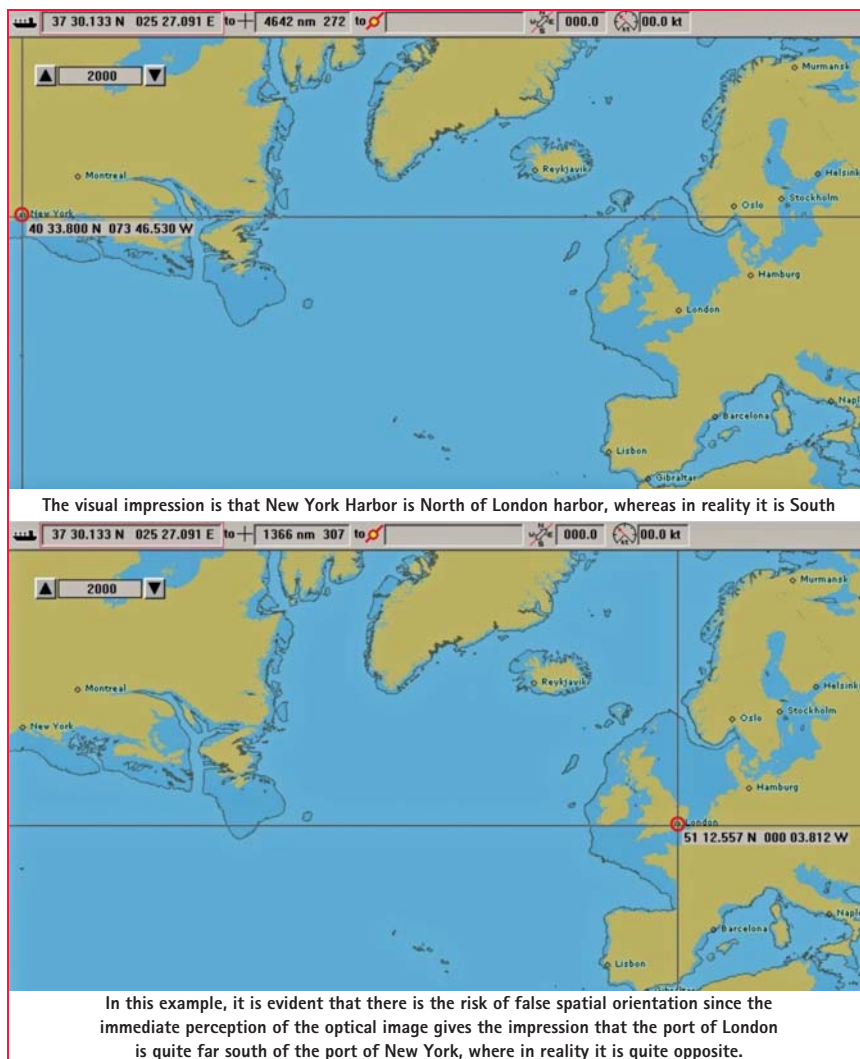 37 30.133 N 025 27.091 E to 4642 nm 272 to 000.0 00.0 kt
2000
Murmansk
Reykjavik
Montreal
Helsink
Stockholm
Oslo
New York
40 33.800 N 073 46.530 W
Hamburg
London
Napl
Barcelona
Lisbon
Gibraltar
The visual impression is that New York Harbor is North of London harbor, whereas in reality it is South
37 30.133 N 025 27.091 E to 1366 nm 307 to 000.0 00.0 kt
2000
Murmansk
Reykjavik
Montreal
Helsinki
Stockholm
Oslo
New York
Hamburg
London
51 12.557 N 000 03.812 W
Napl
Barcelona
Lisbon
Gibraltar
In this example, it is evident that there is the risk of false spatial orientation since the
immediate perception of the optical image gives the impression that the port of London
is quite far south of the port of New York, where in reality it is quite opposite.